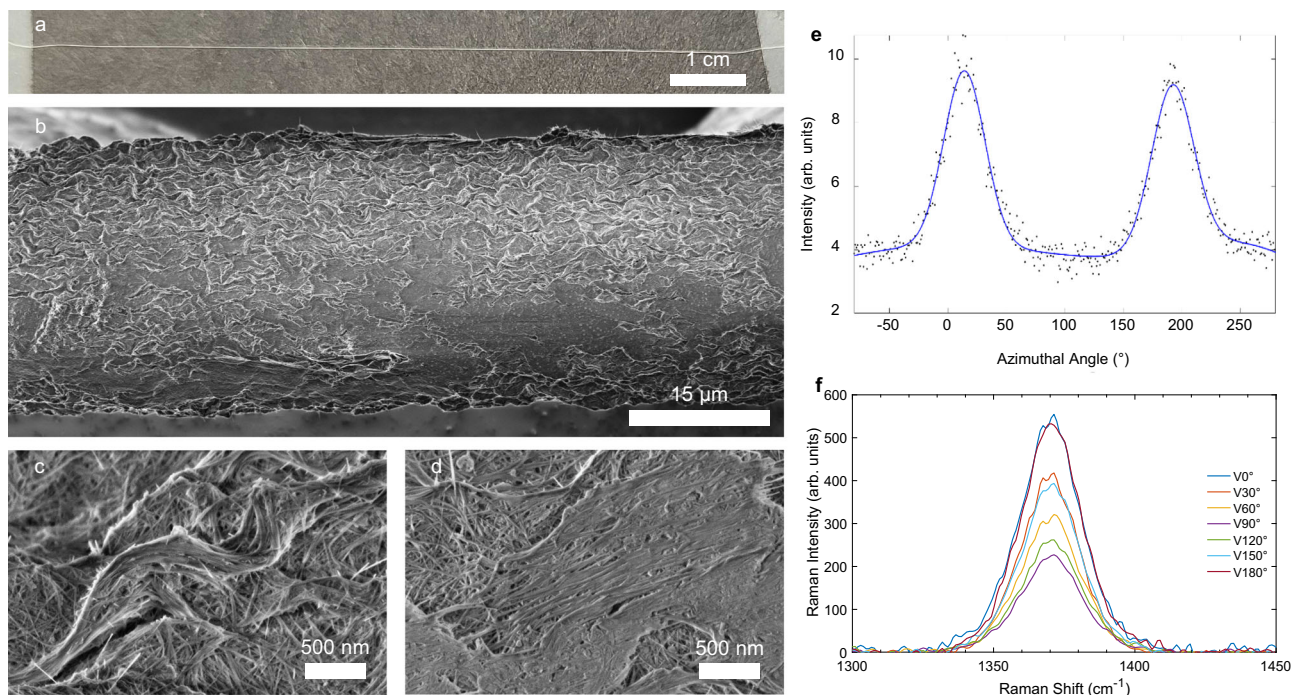 a
1 cm
b
15 µm
c
500 nm
d
500 nm
e
10
8
6
4
2
-50
0
50
100
150
200
250
Intensity (arb. units)
Azimuthal Angle (°)
f
600
500
400
300
200
100
0
1300
1350
1400
1450
Raman Intensity (arb. units)
Raman Shift (cm⁻¹)
V0°
V30°
V60°
V90°
V120°
V150°
V180°